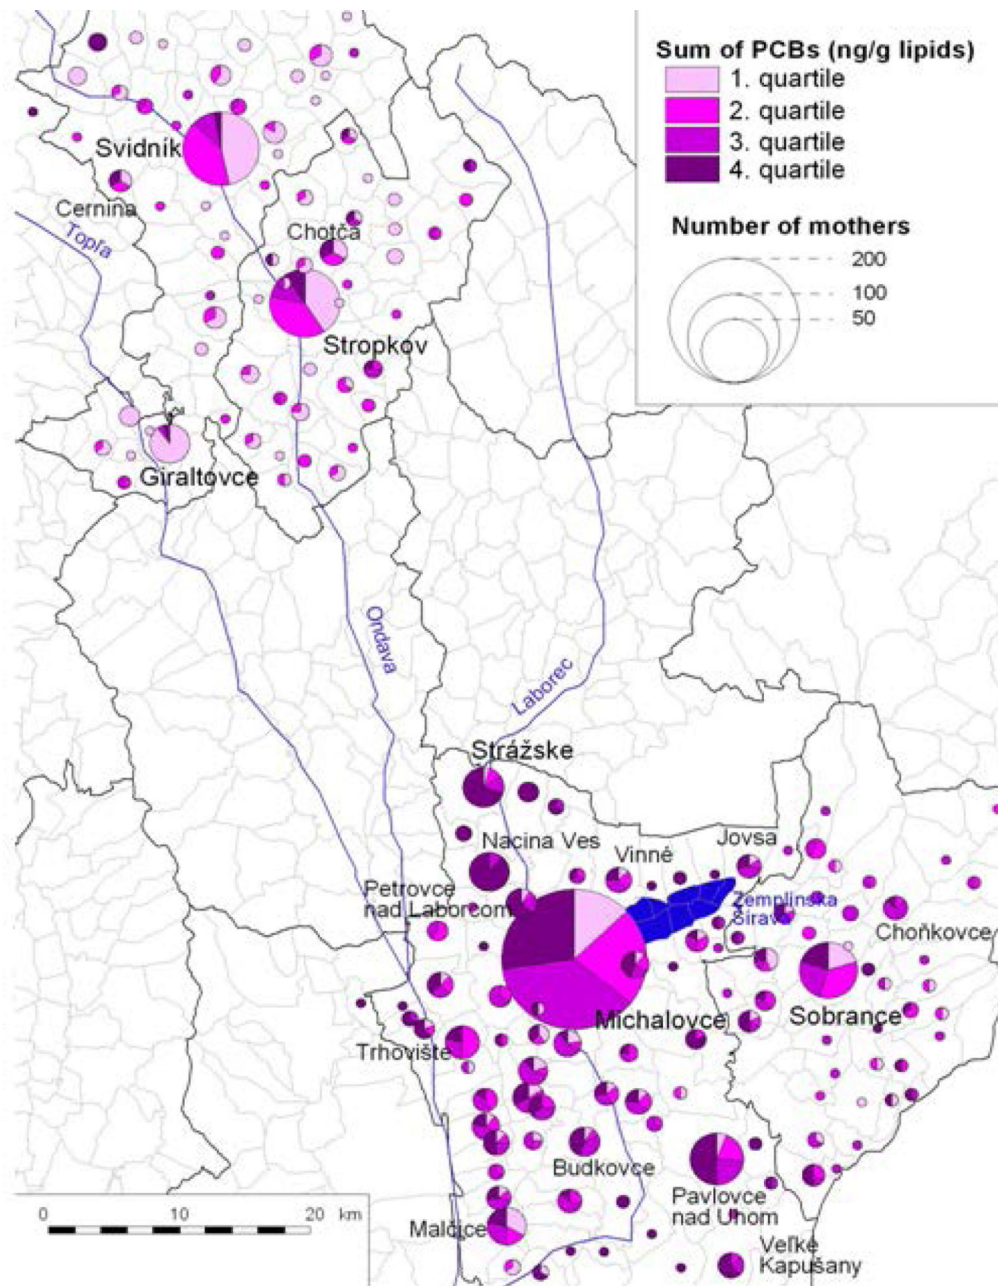 Sum of PCBs (ng/g lipids)
1. quartile
2. quartile
3. quartile
4. quartile
Number of mothers
200
100
50
Svidník
Cernina
Topľa
Chotča
Stropkov
Giraltovce
Ondava
Laborec
Strážske
Nacina Ves
Vinné
Jovsa
Petrovce
nad Laborcom
Zemplínska
Šírava
Choňkovce
Michalovce
Sobrance
Trhovište
Budkovce
Pavlovce
nad Uhom
Malčice
Veľké
Kapušany
0 10 20 km